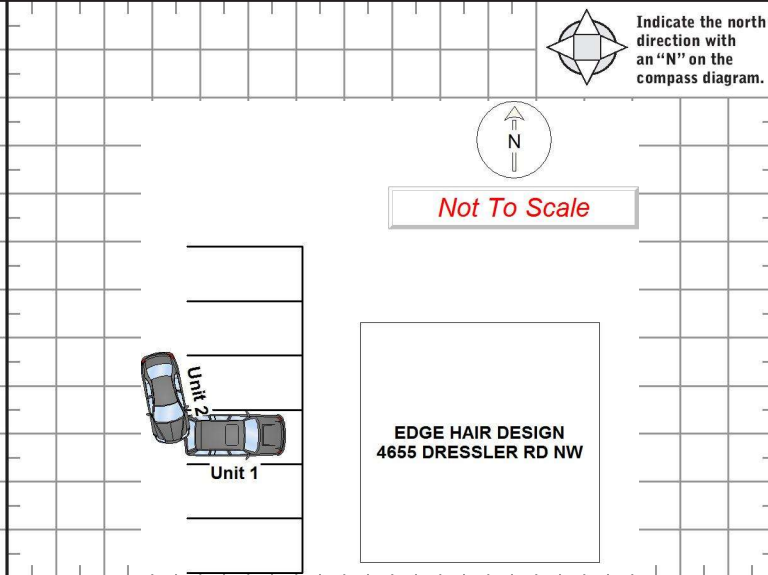 Indicate the north
direction with
an “N” on the
compass diagram.
N
Not To Scale
Unit 2
EDGE HAIR DESIGN
4655 DRESSLER RD NW
Unit 1